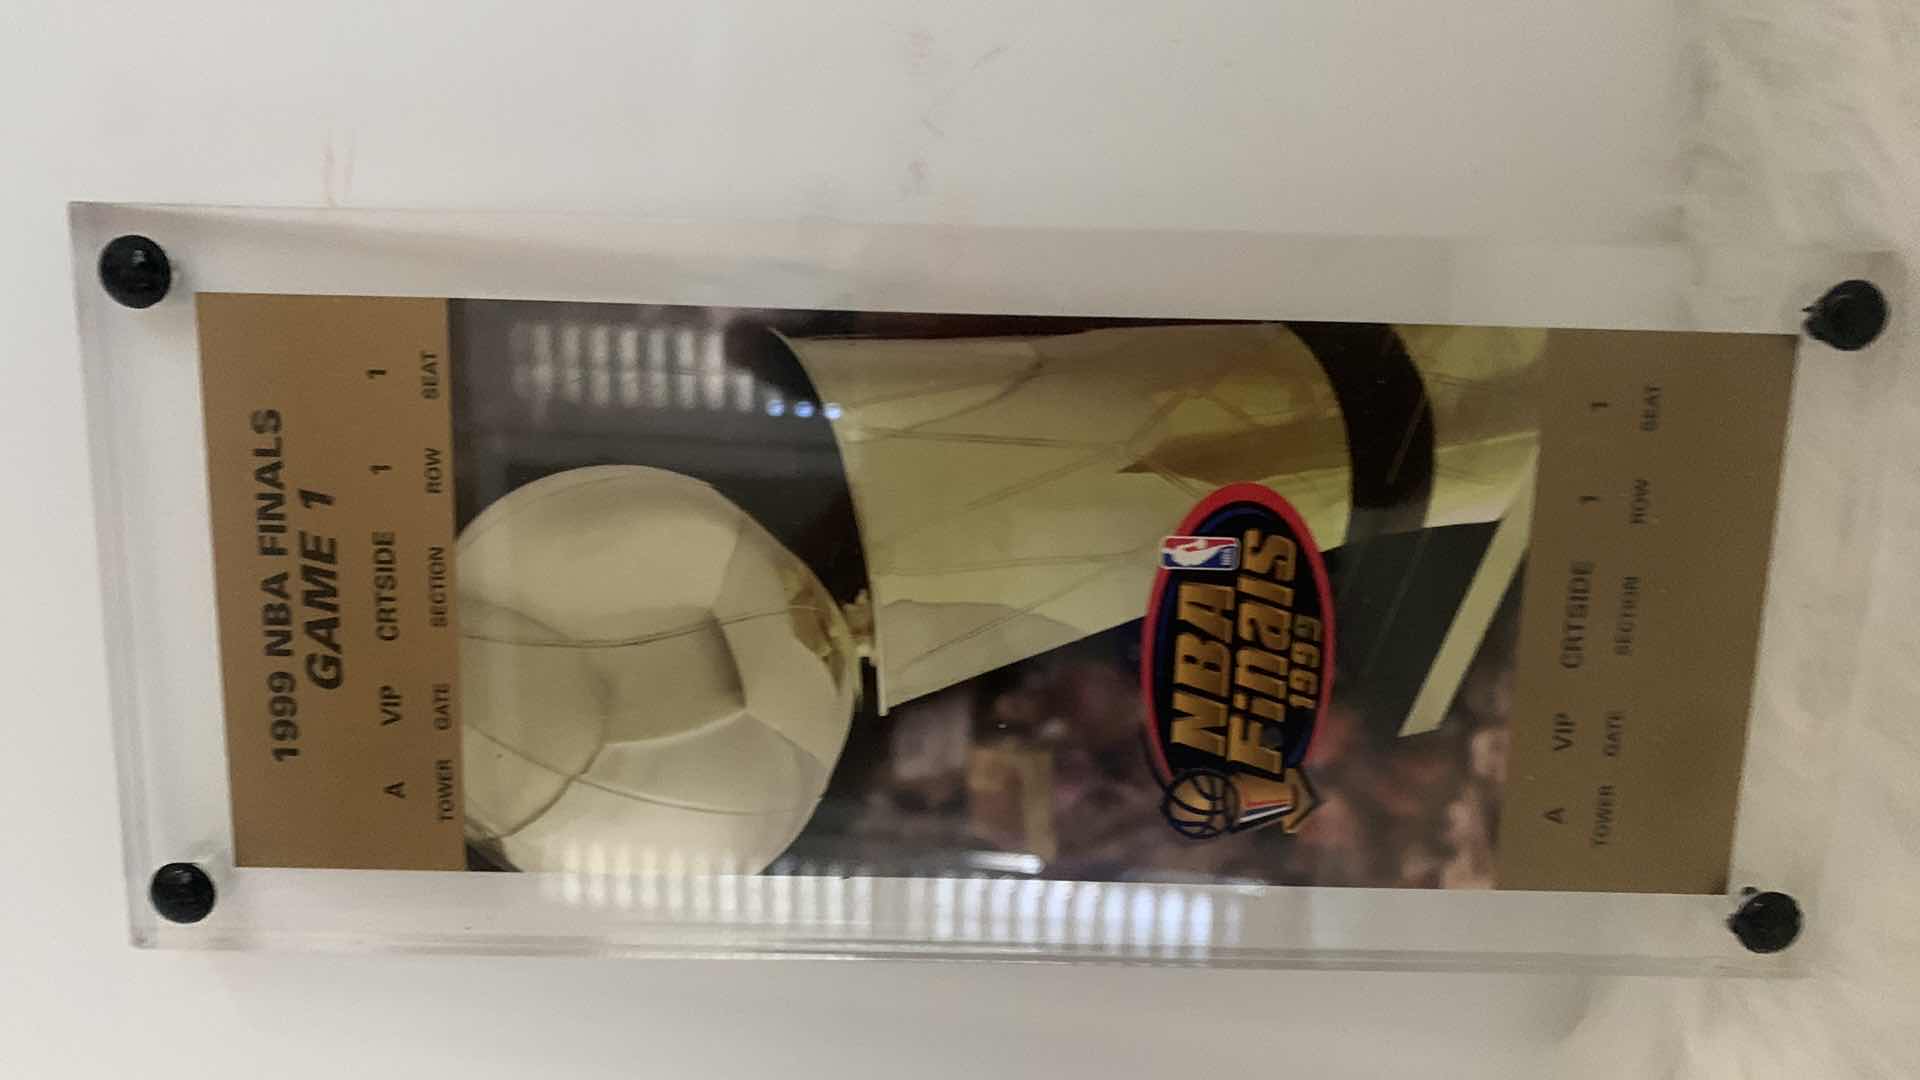 1999 NBA FINALS
GAME 1
A VIP CRTSIDE 1 1
TOWER GATE SECTION ROW SEAT
NBA
NBA
Finals
1999
A VIP CRTSIDE 1 1
TOWER GATE SECTION ROW SEAT